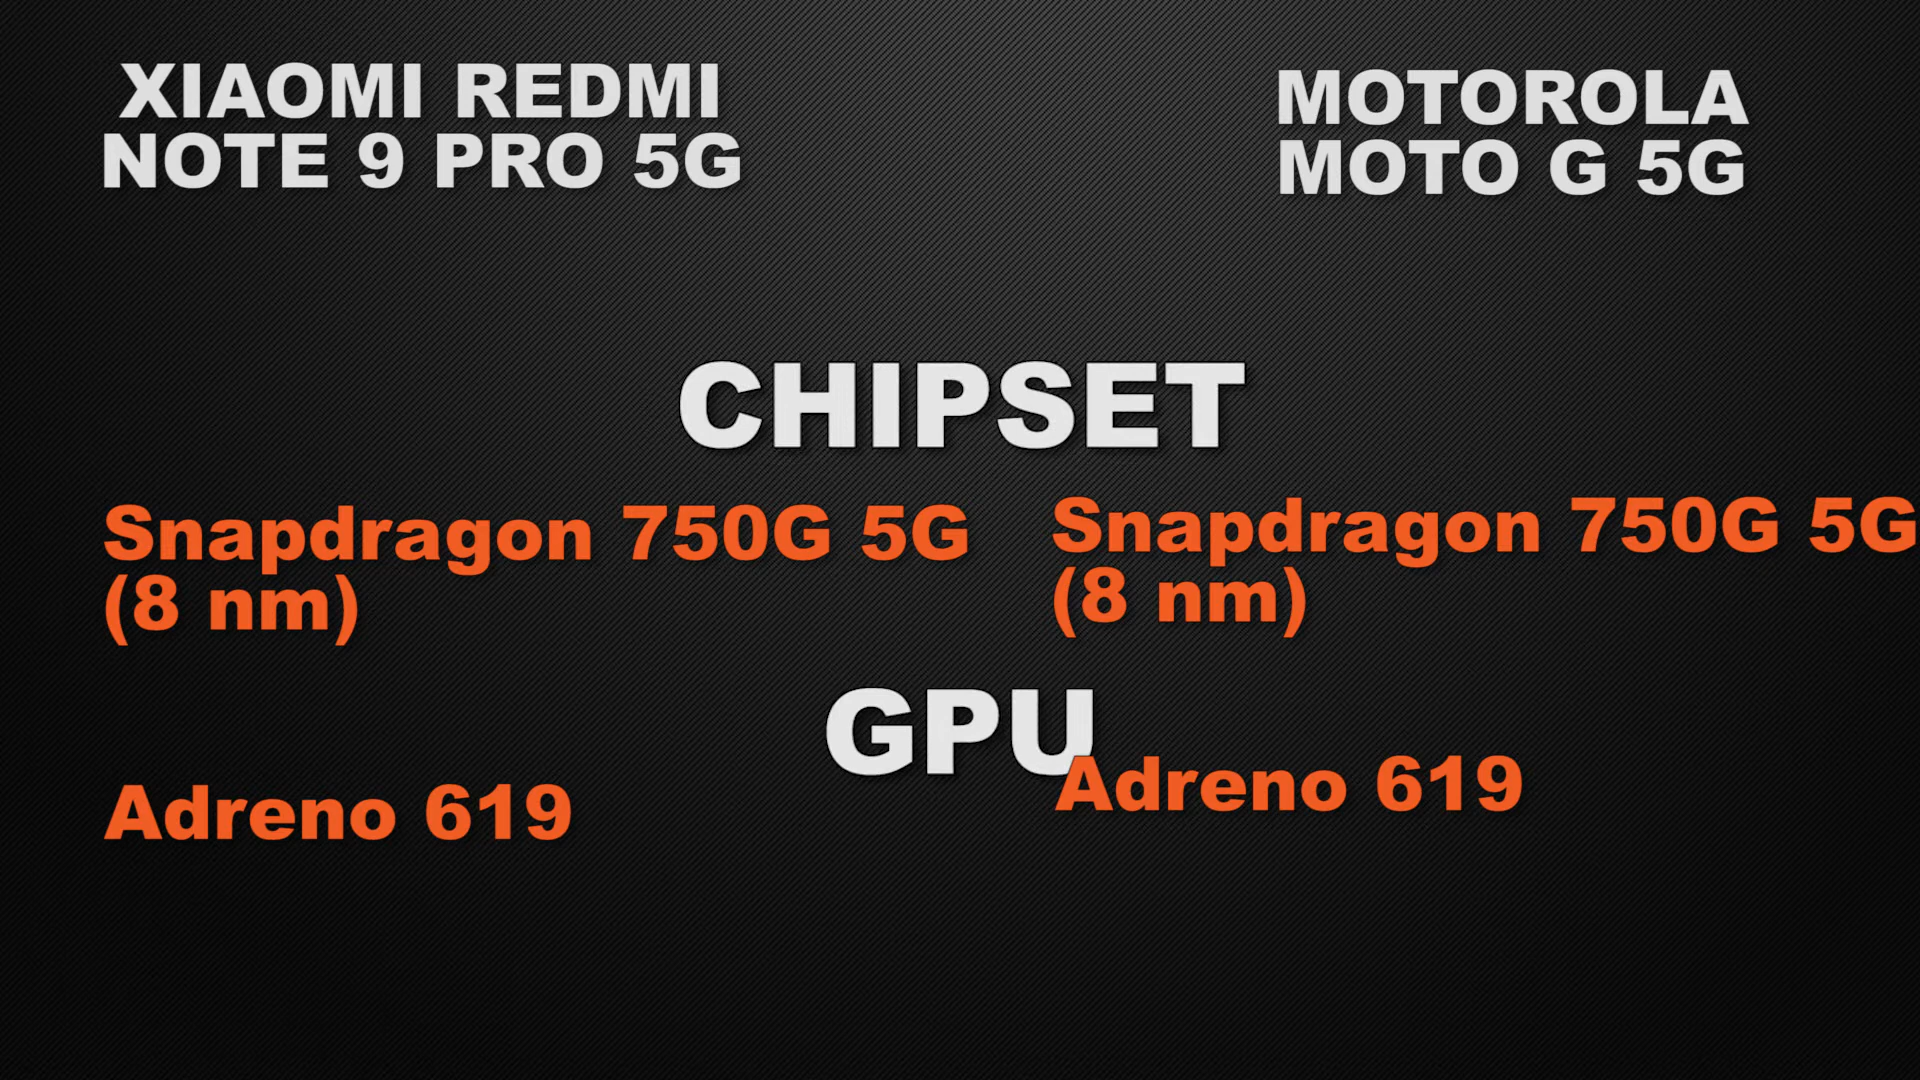 XIAOMI REDMI
NOTE 9 PRO 5G
MOTOROLA
MOTO G 5G
CHIPSET
Snapdragon 750G 5G
(8 nm)
Snapdragon 750G 5G
(8 nm)
GPU
Adreno 619
Adreno 619